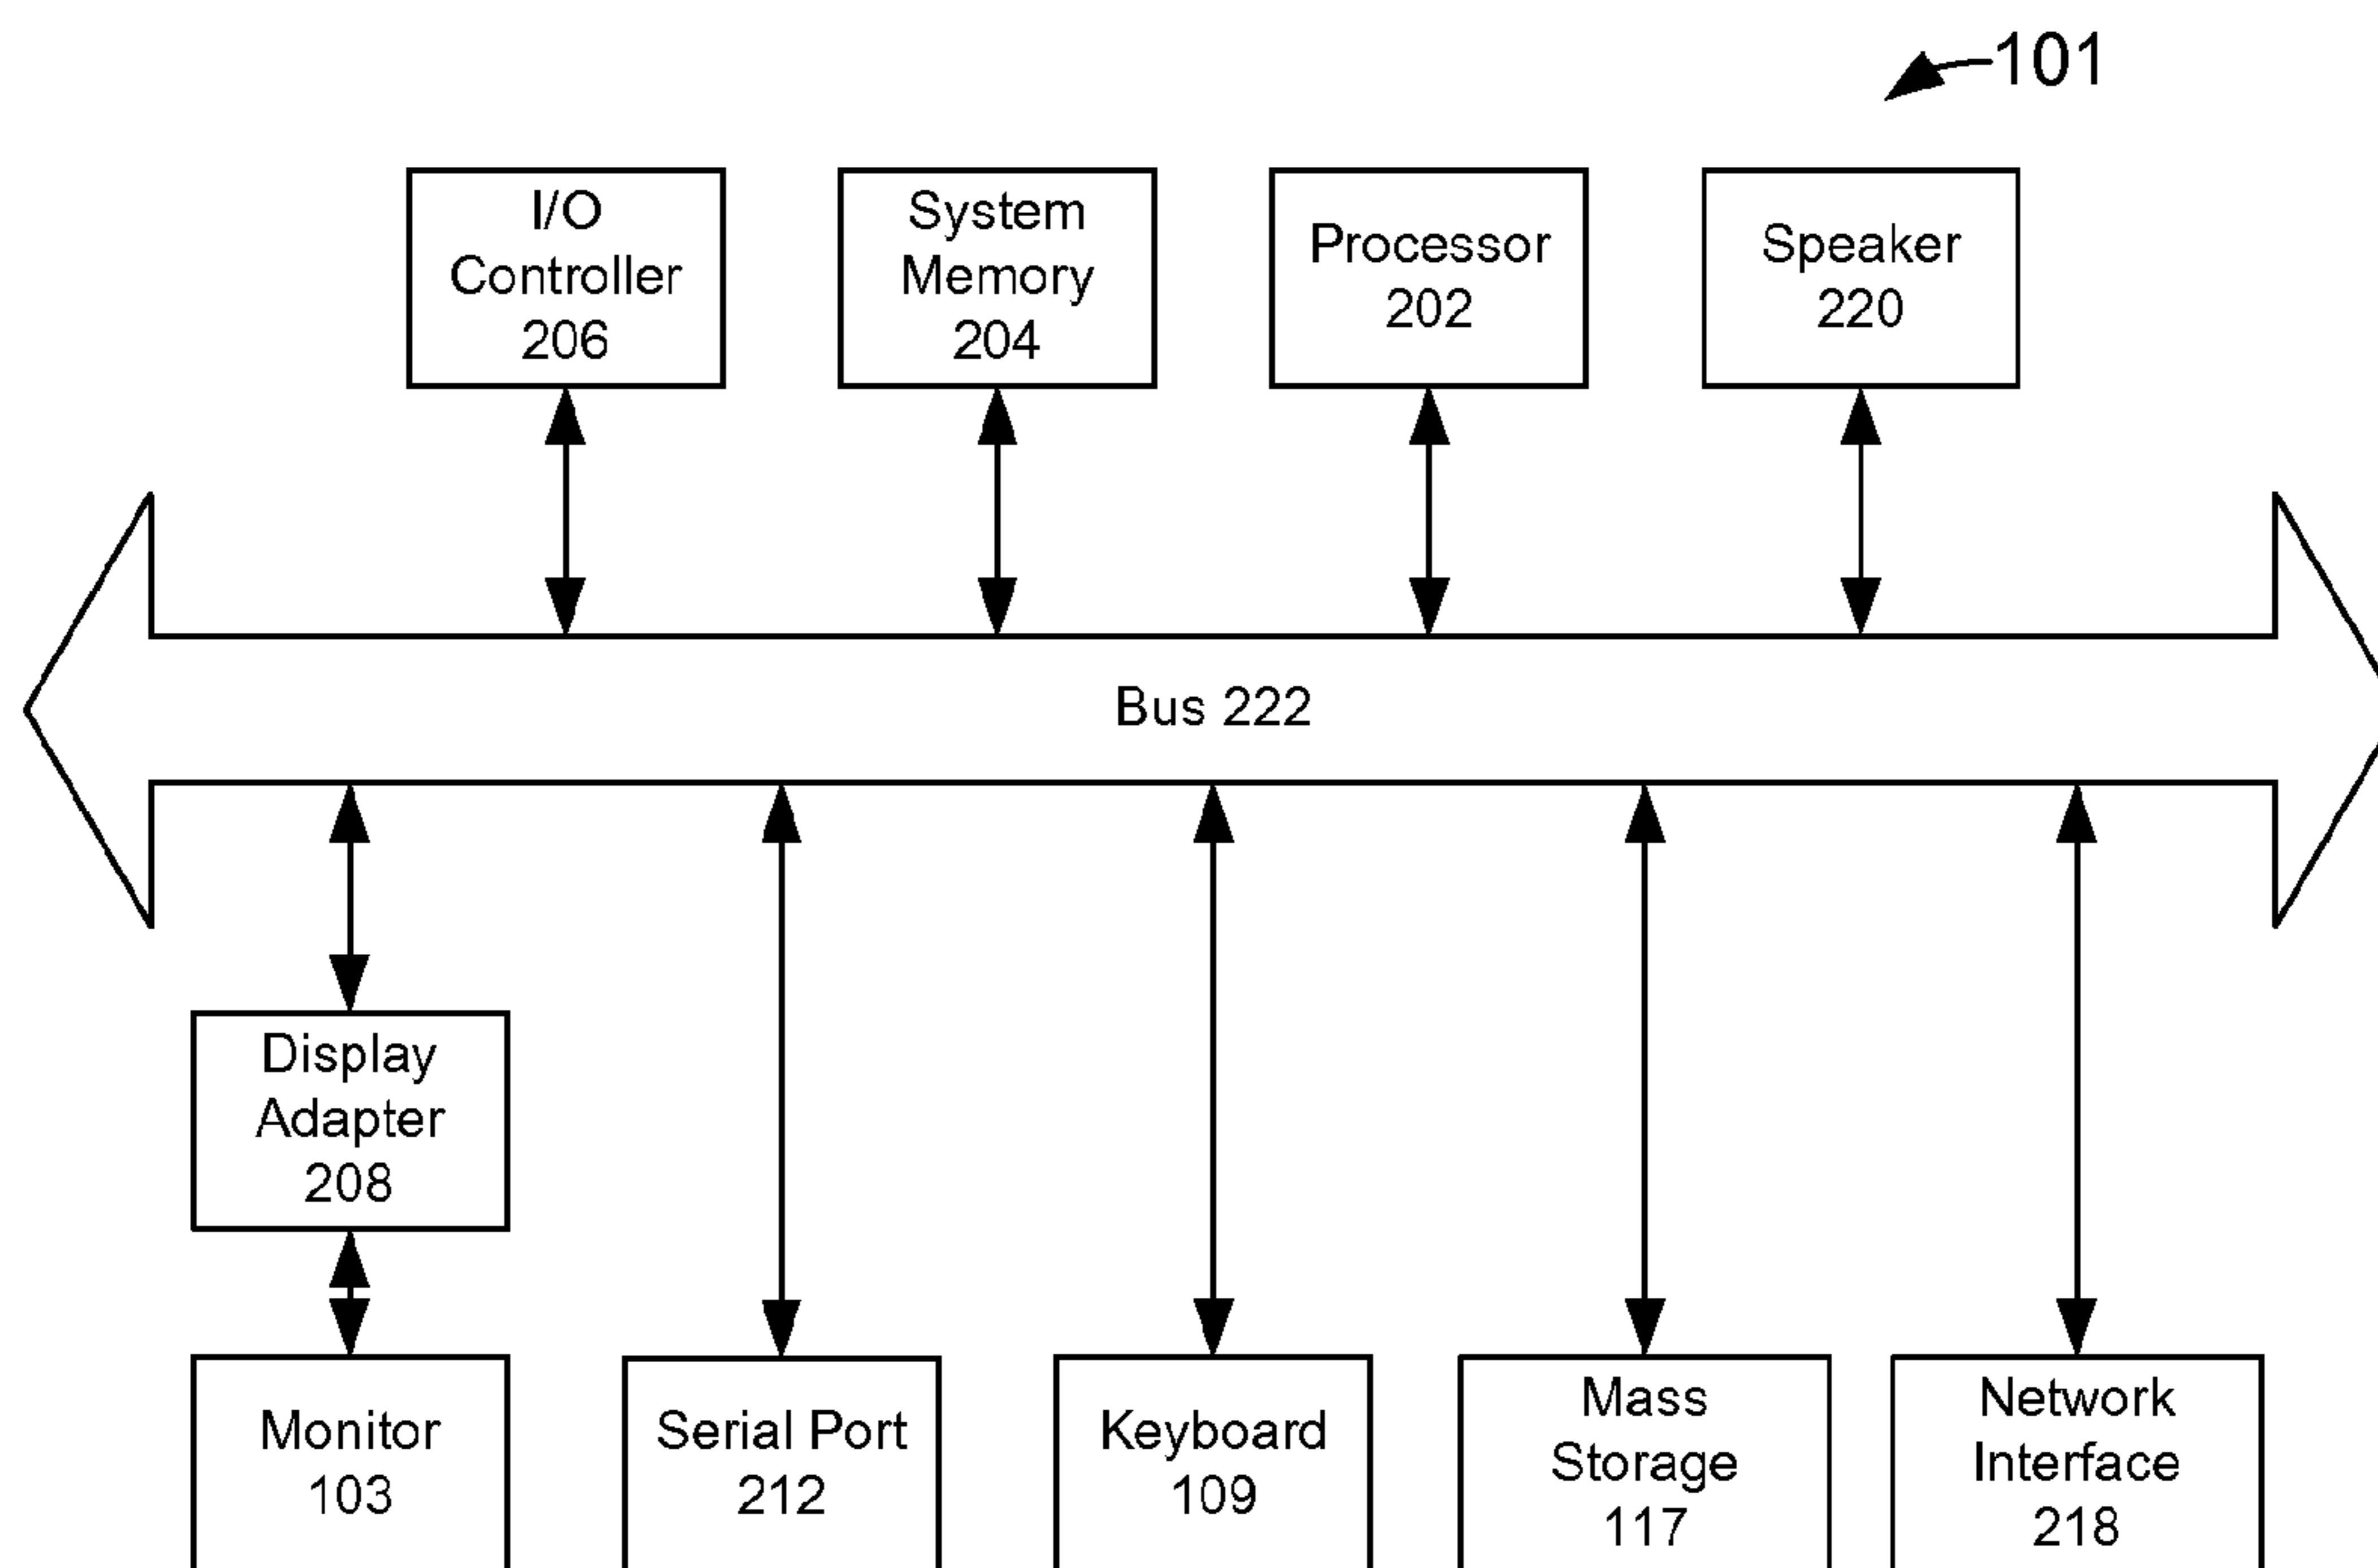 101
I/O
Controller
206
System
Memory
204
Processor
202
Speaker
220
Bus 222
Display
Adapter
208
Monitor
103
Serial Port
212
Keyboard
109
Mass
Storage
117
Network
Interface
218